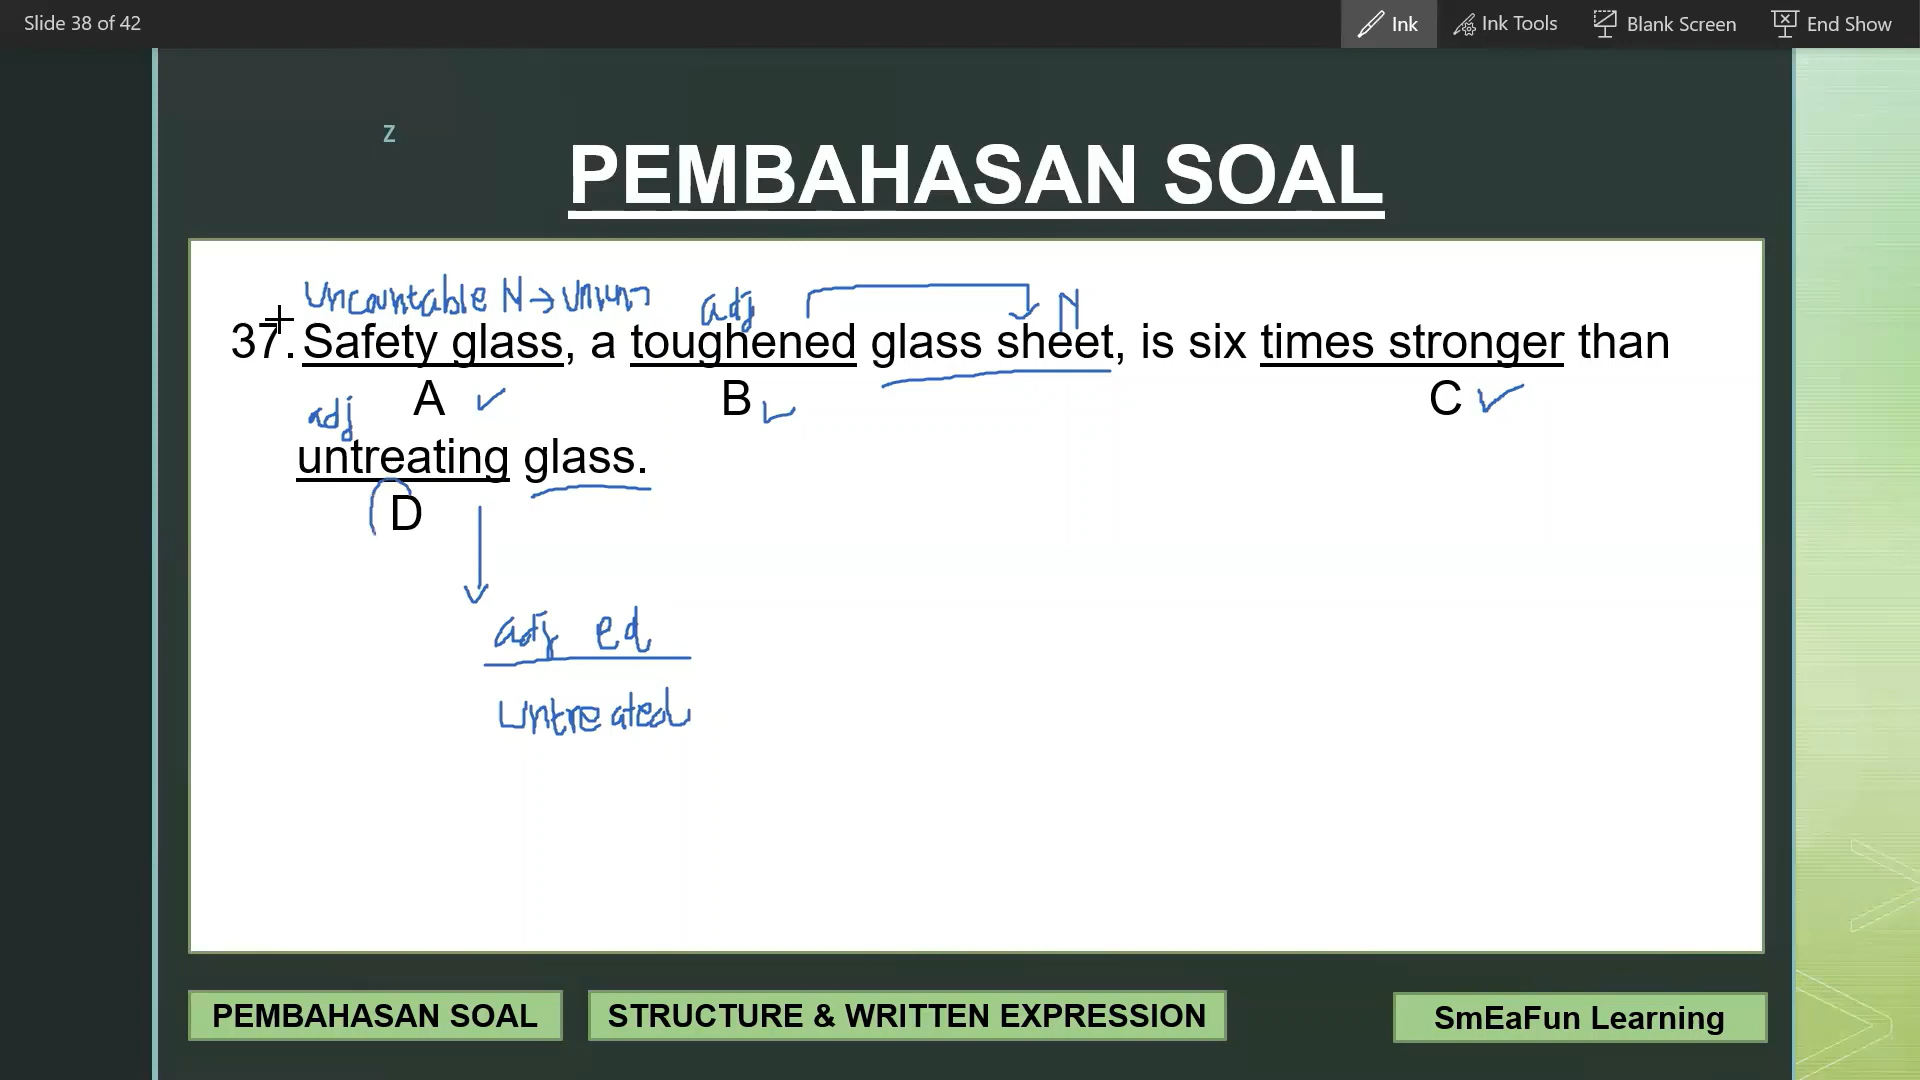 Slide 38 of 42
Ink
Ink Tools
Blank Screen
End Show
z
PEMBAHASAN SOAL
Uncountable N →
adj
N
37. Safety glass, a toughened glass sheet, is six times stronger than
A
B
C
adj
untreating glass.
D
adj ed
untreated
PEMBAHASAN SOAL
STRUCTURE & WRITTEN EXPRESSION
SmEaFun Learning